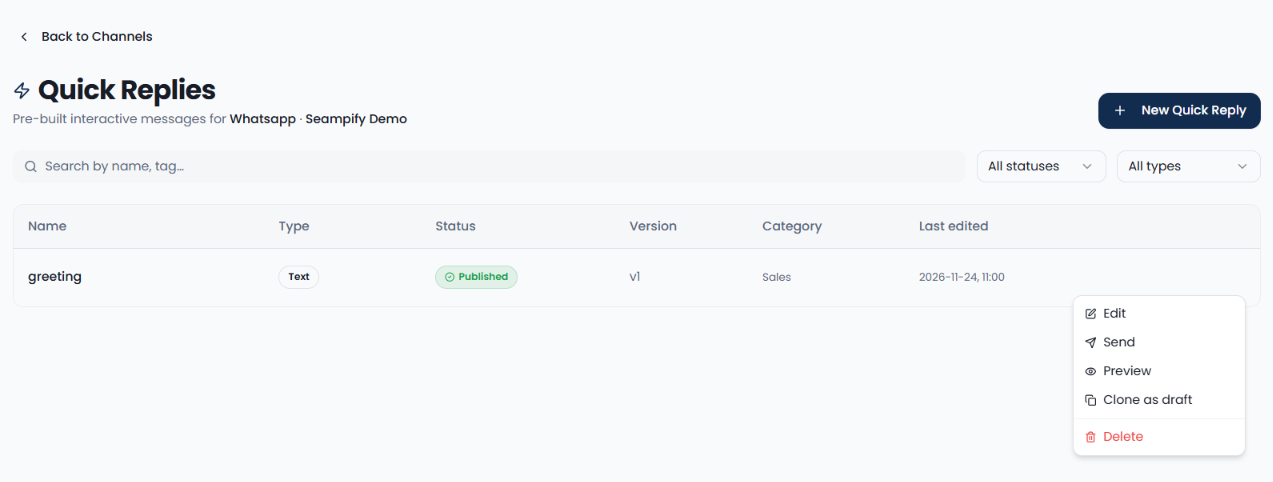 Back to Channels
Quick Replies
Pre-built interactive messages for Whatsapp · Seampify Demo
New Quick Reply
Search by name, tag...
All statuses
All types
Name Type Status Version Category Last edited
greeting Text Published v1 Sales 2026-11-24, 11:00
Edit
Send
Preview
Clone as draft
Delete